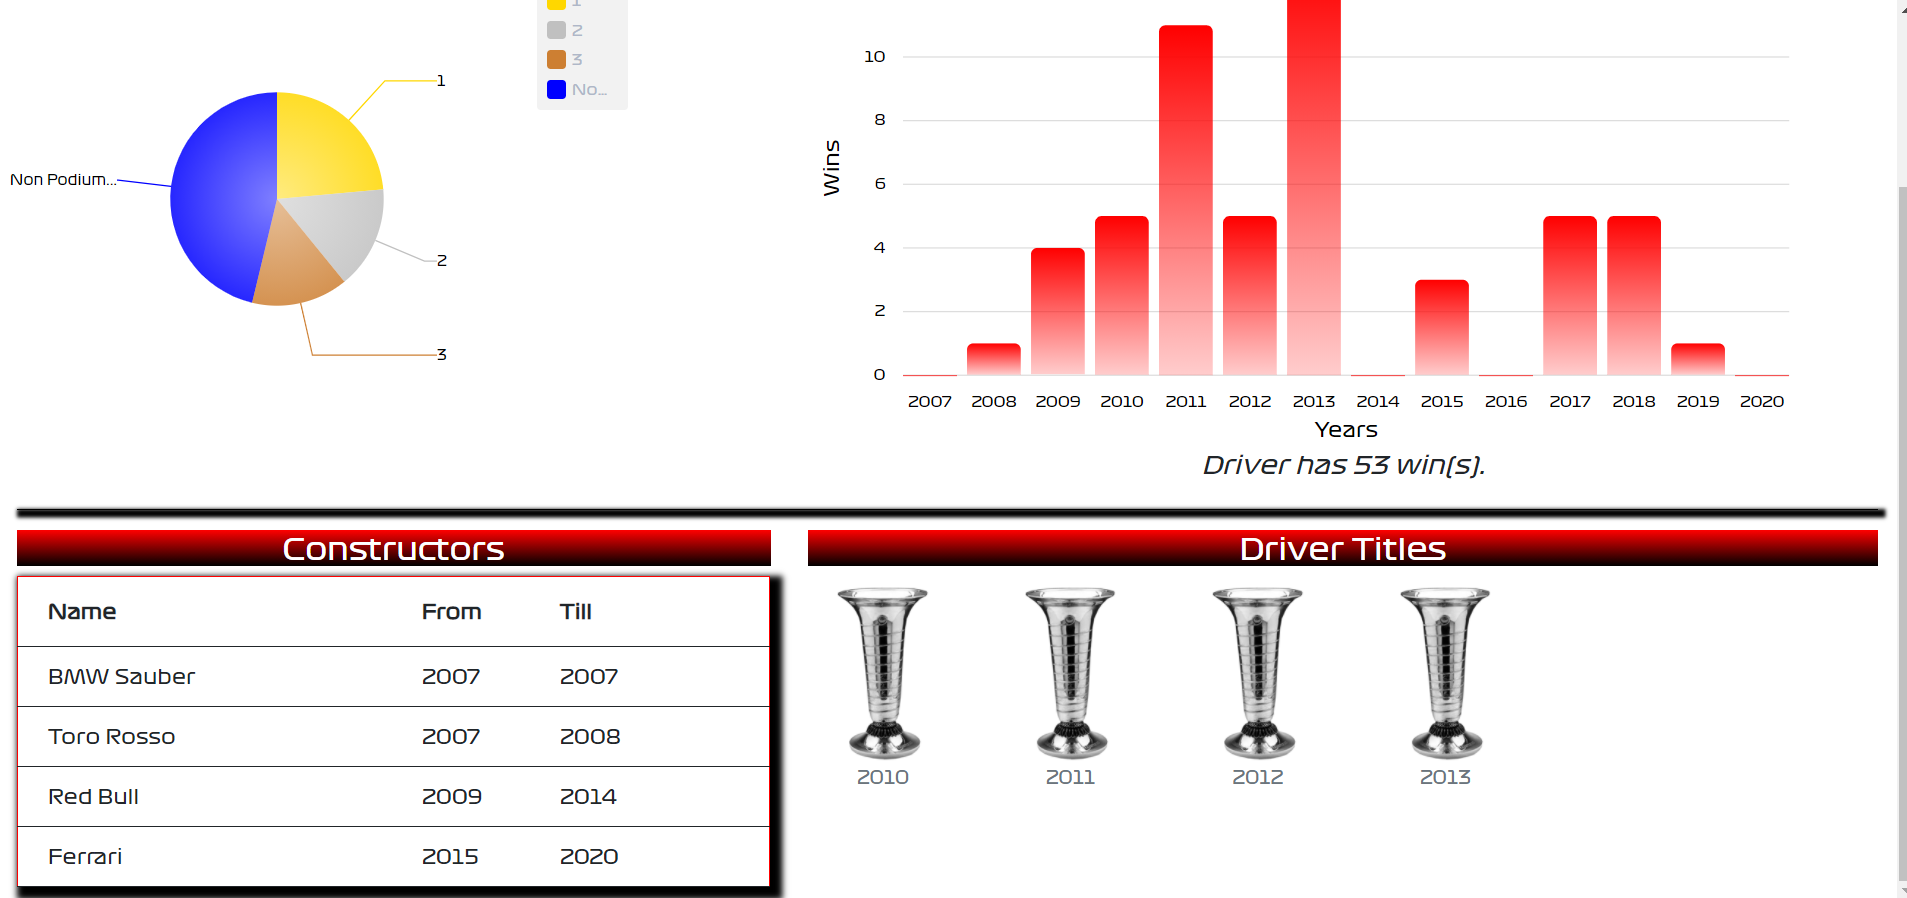 1
2
3
No...
1
Non Podium...
2
3
10
8
6
4
2
0
Wins
2007 2008 2009 2010 2011 2012 2013 2014 2015 2016 2017 2018 2019 2020
Years
Driver has 53 win(s).
Constructors
Name From Till
BMW Sauber 2007 2007
Toro Rosso 2007 2008
Red Bull 2009 2014
Ferrari 2015 2020
Driver Titles
2010 2011 2012 2013